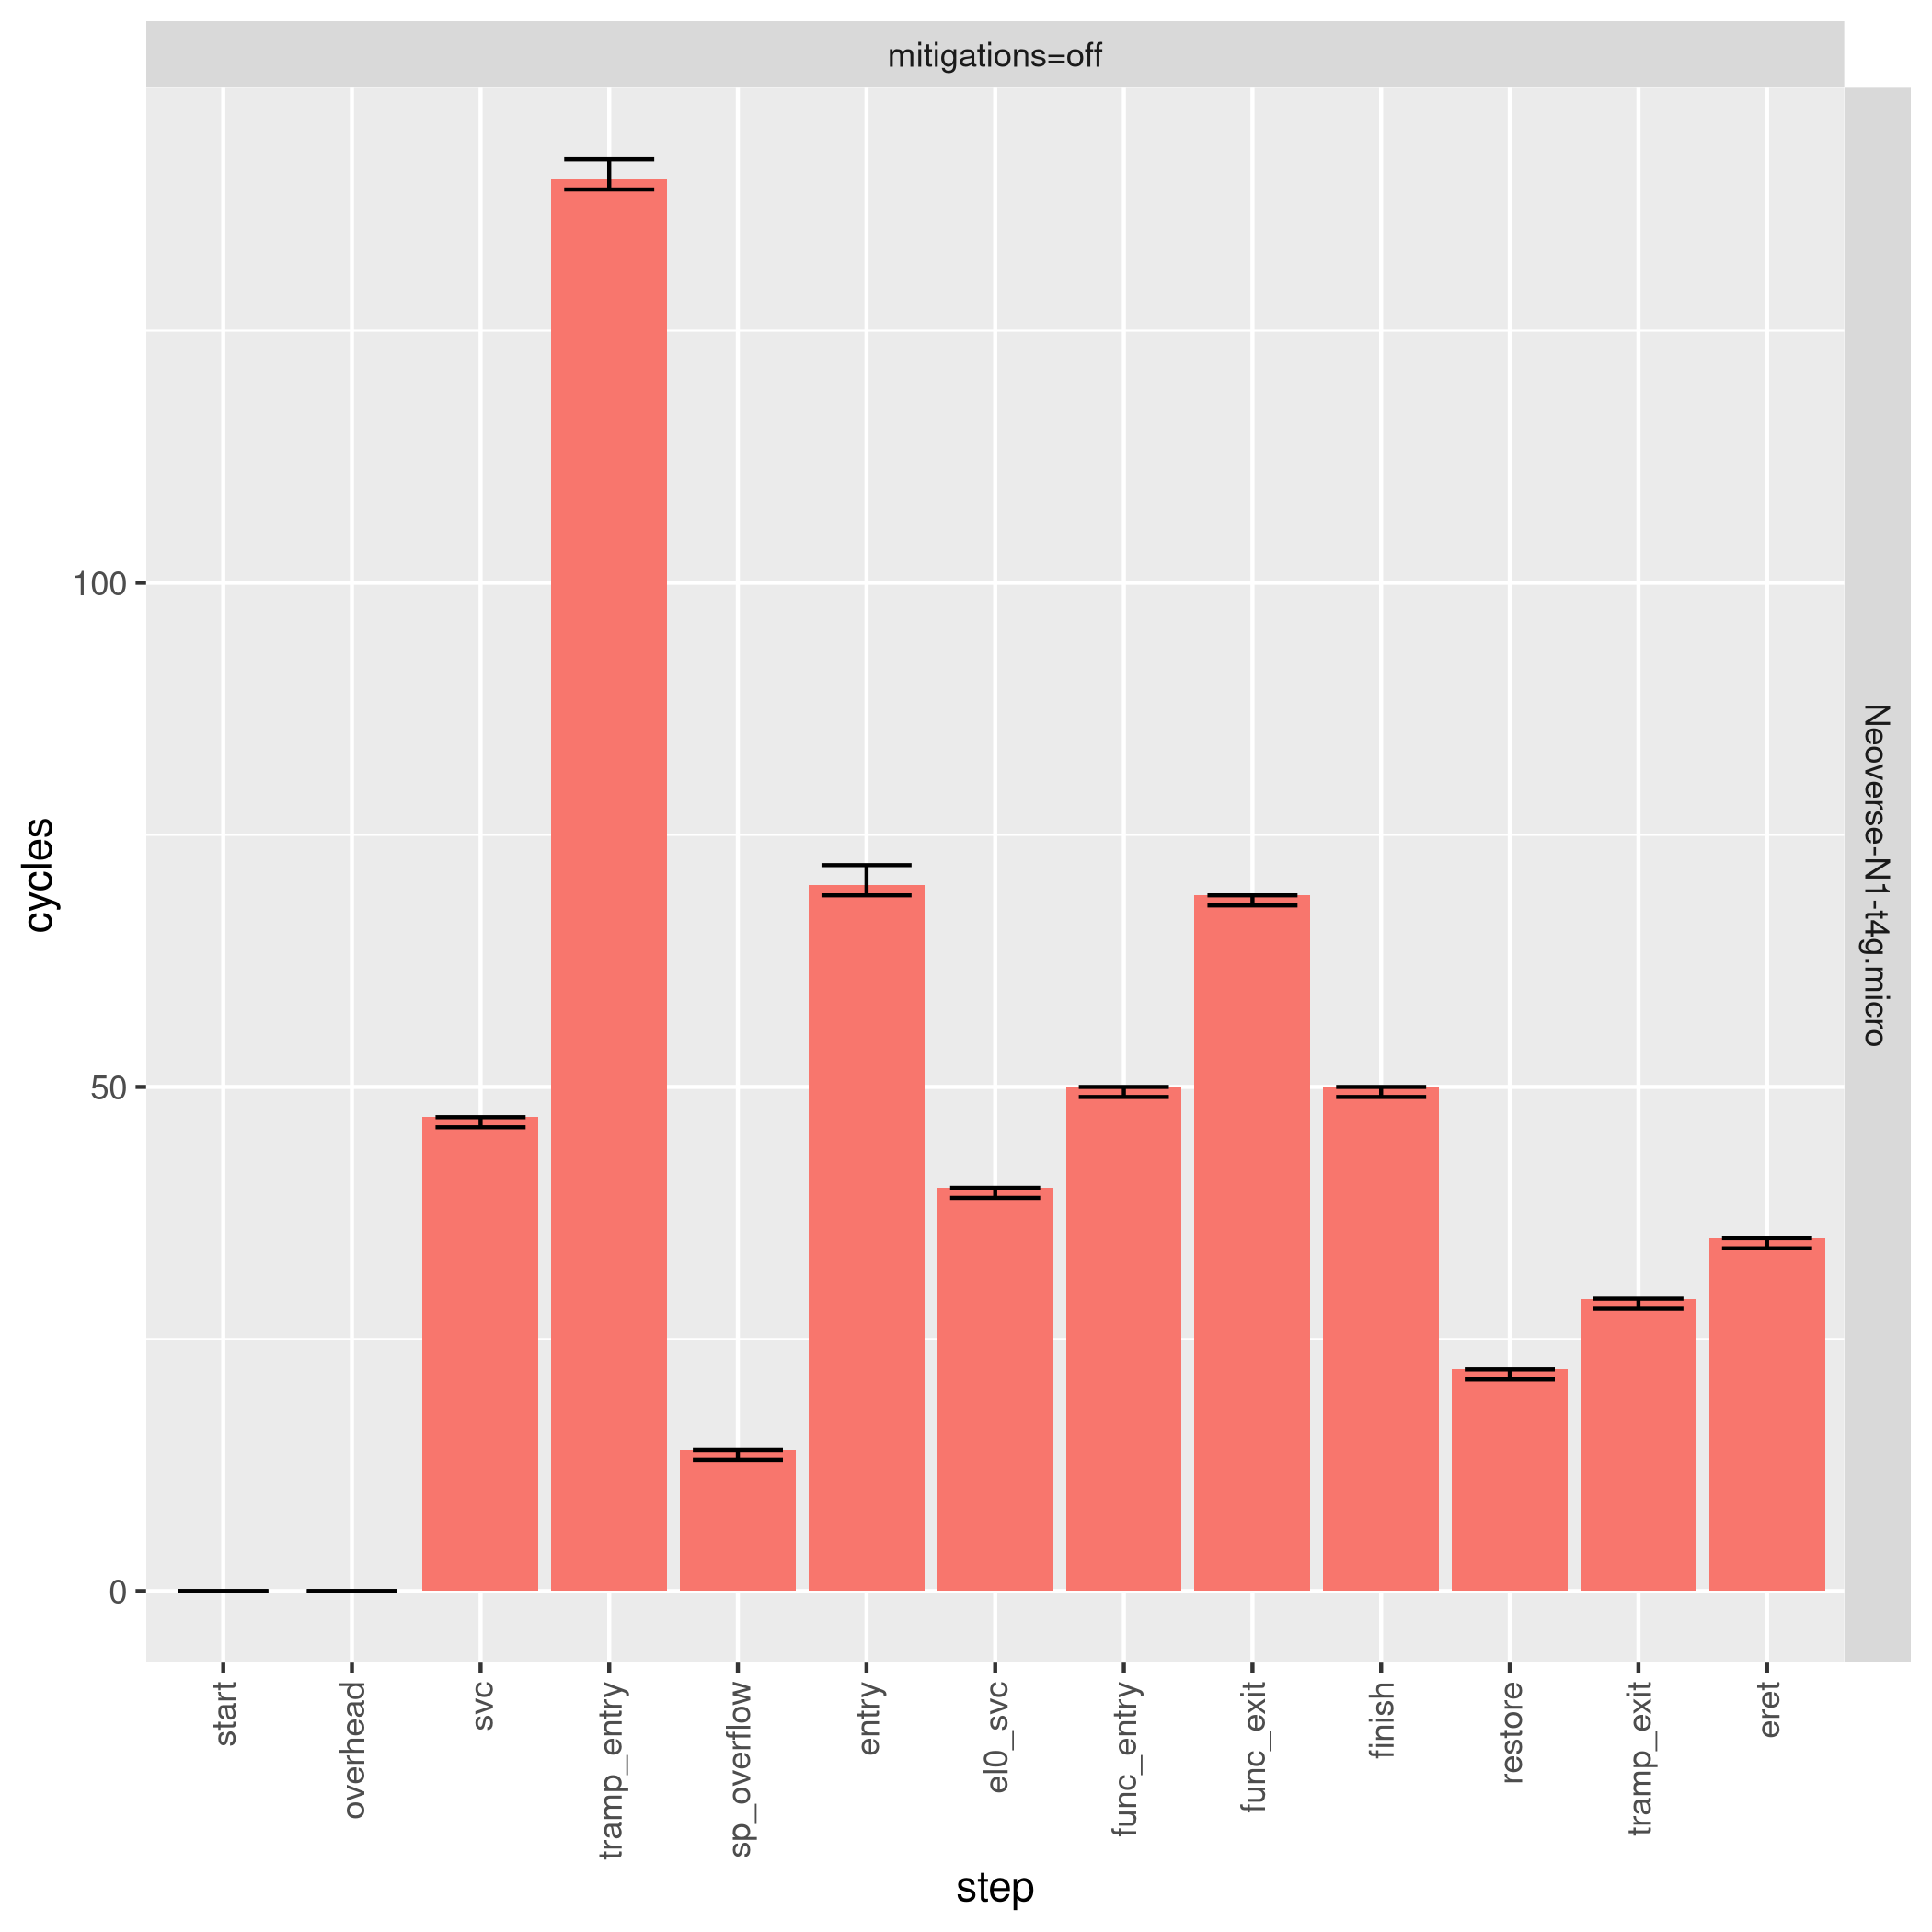 mitigations=off
Neoverse-N1-t4g.micro
cycles
100
50
0
start
overhead
svc
tramp_entry
sp_overflow
entry
el0_svc
func_entry
func_exit
finish
restore
tramp_exit
eret
step